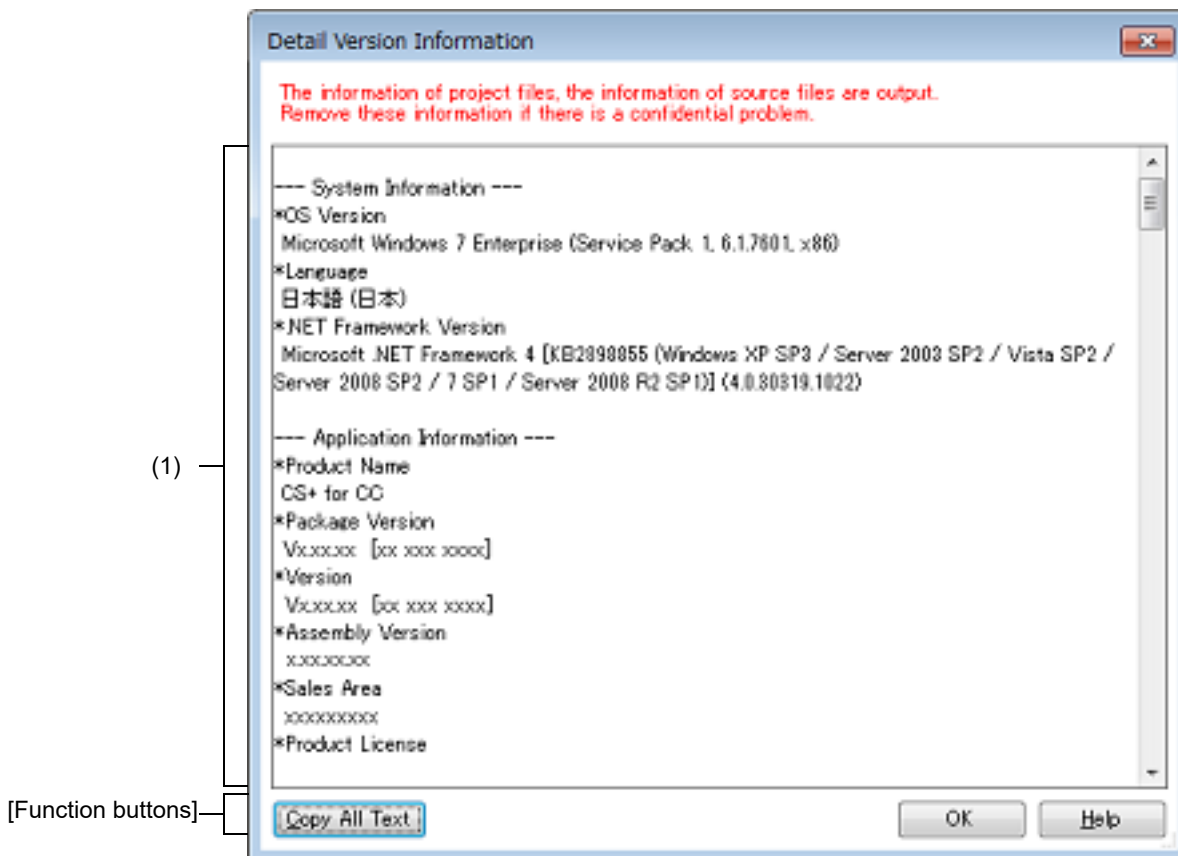 Detail Version Information
The information of project files, the information of source files are output.
Remove these information if there is a confidential problem.
--- System Information ---
*OS Version
Microsoft Windows 7 Enterprise (Service Pack 1, 6.1.7601, x86)
*Language
日本語 (日本)
*.NET Framework Version
Microsoft .NET Framework 4 [KB2898855 (Windows XP SP3 / Server 2003 SP2 / Vista SP2 /
Server 2008 SP2 / 7 SP1 / Server 2008 R2 SP1)] (4.0.30319.1022)
--- Application Information ---
*Product Name
CS+ for CC
*Package Version
Vx.xx.xx [xx xxx xxxx]
*Version
Vx.xx.xx [xx xxx xxxx]
*Assembly Version
x.xx.xx.xx
*Sales Area
xxxxxxxxx
*Product License
(1)
[Function buttons]
Copy All Text
OK
Help